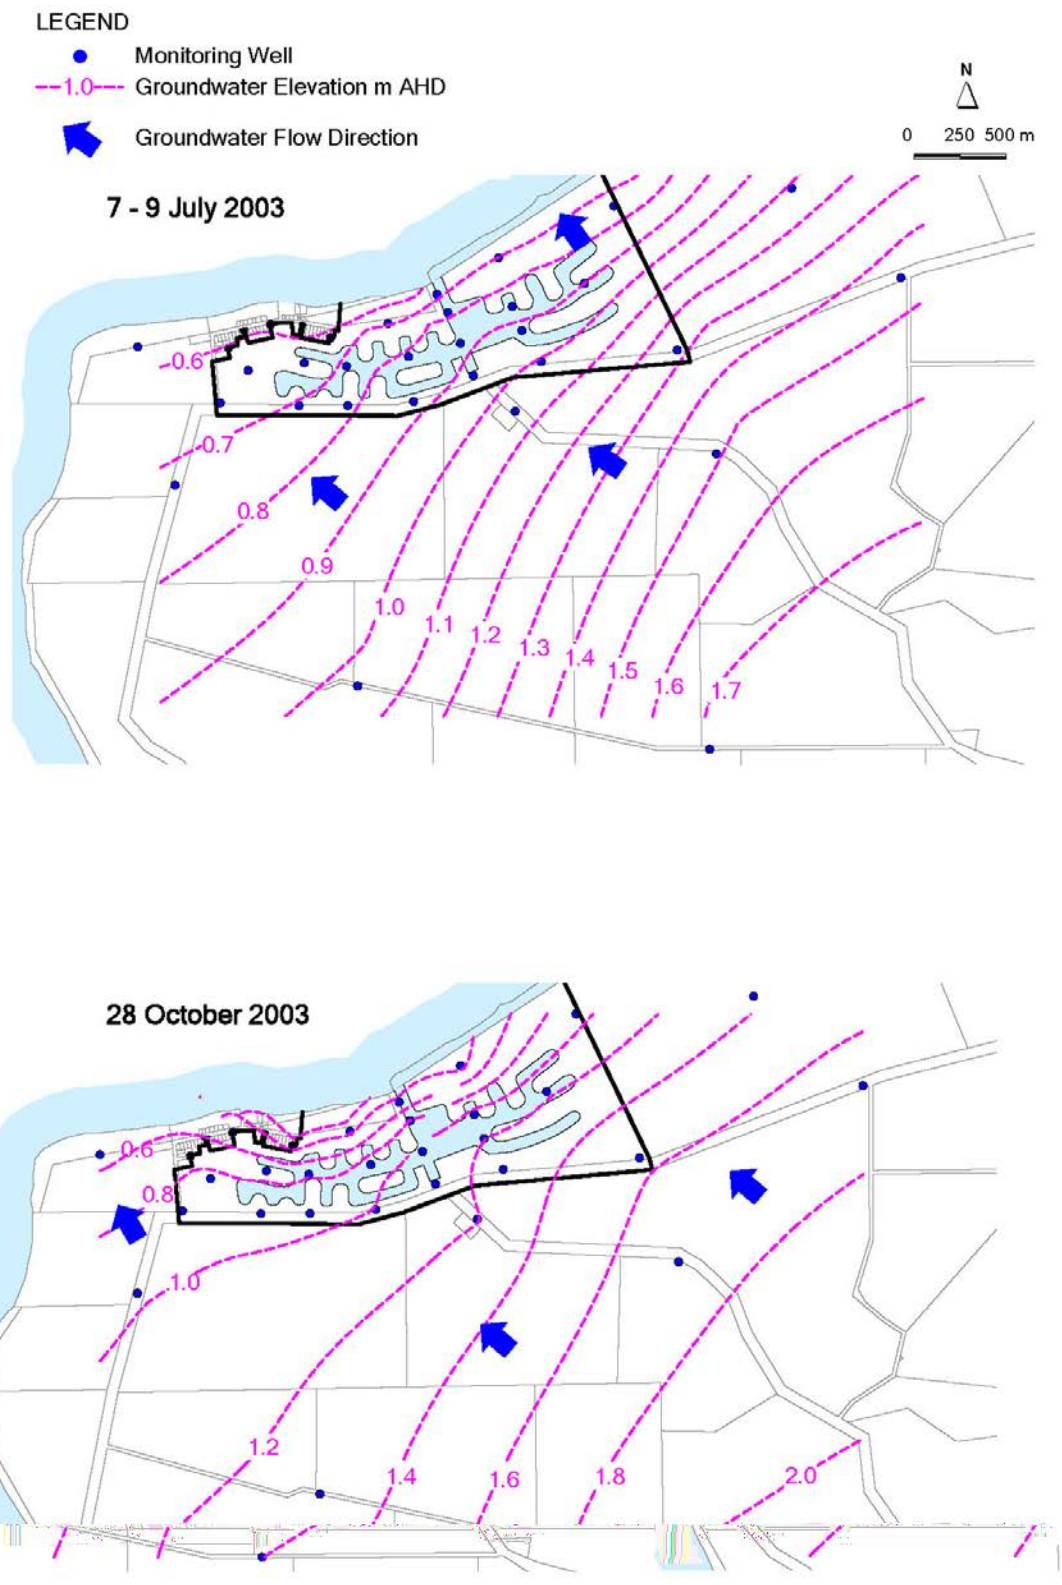 LEGEND
Monitoring Well
1.0 Groundwater Elevation m AHD
Groundwater Flow Direction
N
0 250 500 m
7 - 9 July 2003
0.6
0.7
0.8
0.9
1.0
1.1
1.2
1.3
1.4
1.5
1.6
1.7
28 October 2003
0.6
0.8
1.0
1.2
1.4
1.6
1.8
2.0